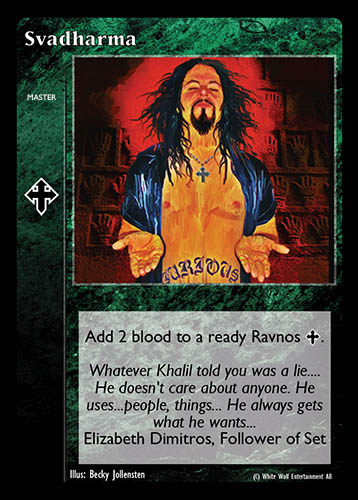 Svadharma
MASTER
CURIOUS
Add 2 blood to a ready Ravnos .
Whatever Khalil told you was a lie....
He doesn't care about anyone. He
uses...people, things... He always gets
what he wants...
Elizabeth Dimitros, Follower of Set
Illus: Becky Jollensten
(C) White Wolf Entertainment AB